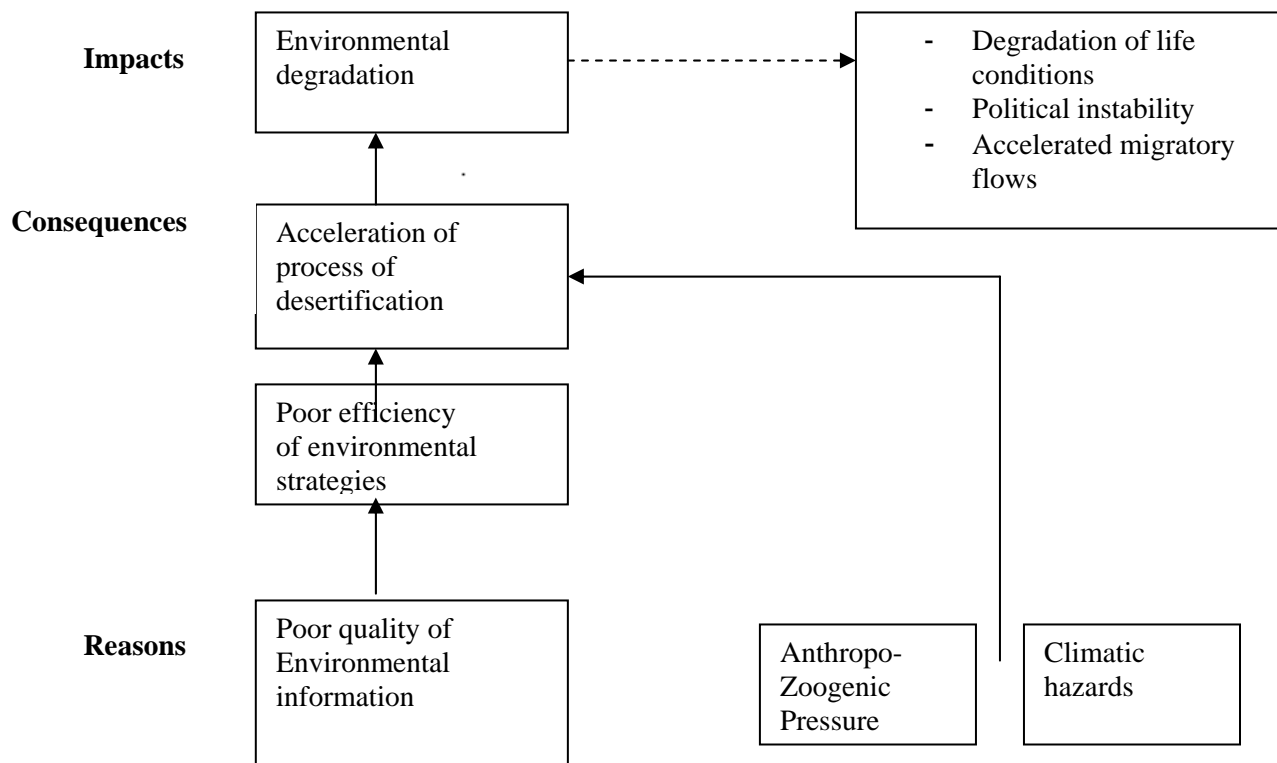 Impacts
Environmental
degradation
- Degradation of life
conditions
- Political instability
- Accelerated migratory
flows
Consequences
Acceleration of
process of
desertification
Poor efficiency
of environmental
strategies
Reasons
Poor quality of
Environmental
information
Anthropo-
Zoogenic
Pressure
Climatic
hazards